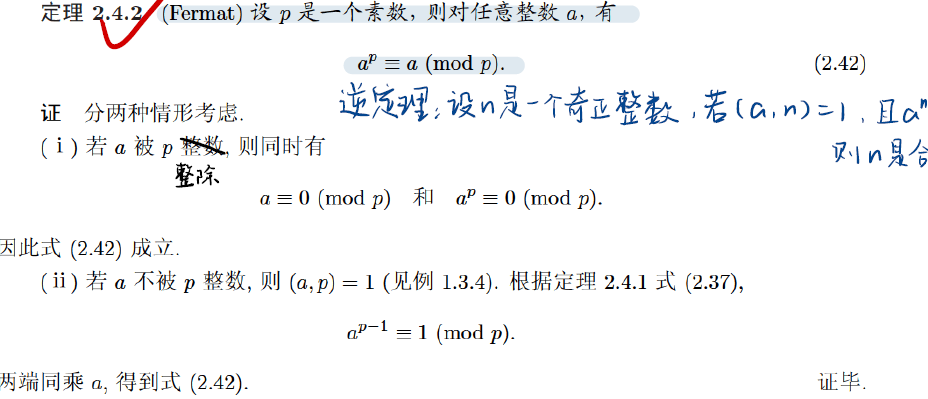 定理 2.4.2 (Fermat) 设 p 是一个素数, 则对任意整数 a, 有
a^p ≡ a (mod p). (2.42)
逆定理: 设n是一个奇正整数, 若(a,n)=1, 且a^n
则n是合
证 分两种情形考虑.
( i ) 若 a 被 p 整数, 则同时有
整除
a ≡ 0 (mod p) 和 a^p ≡ 0 (mod p).
因此式 (2.42) 成立.
( ii ) 若 a 不被 p 整数, 则 (a, p) = 1 (见例 1.3.4). 根据定理 2.4.1 式 (2.37),
a^{p-1} ≡ 1 (mod p).
两端同乘 a, 得到式 (2.42). 证毕.